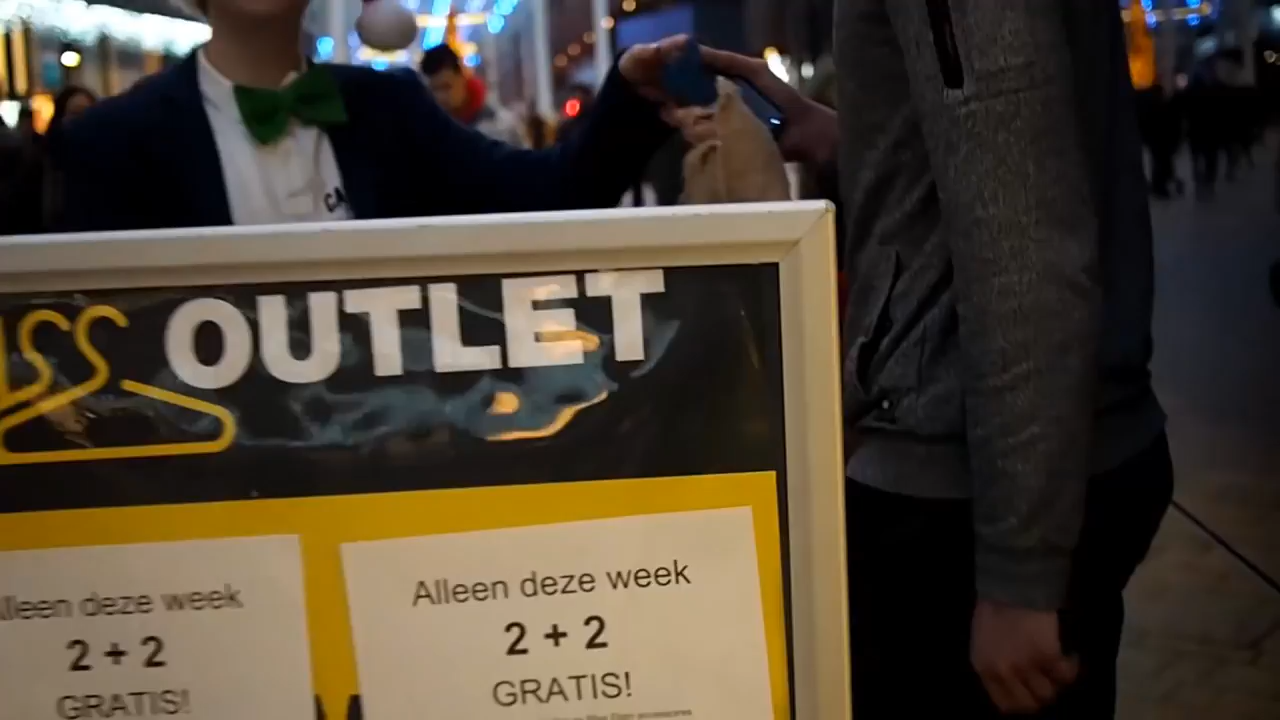 OUTLET
Alleen deze week
2 + 2
GRATIS!
Alleen deze week
2 + 2
GRATIS!